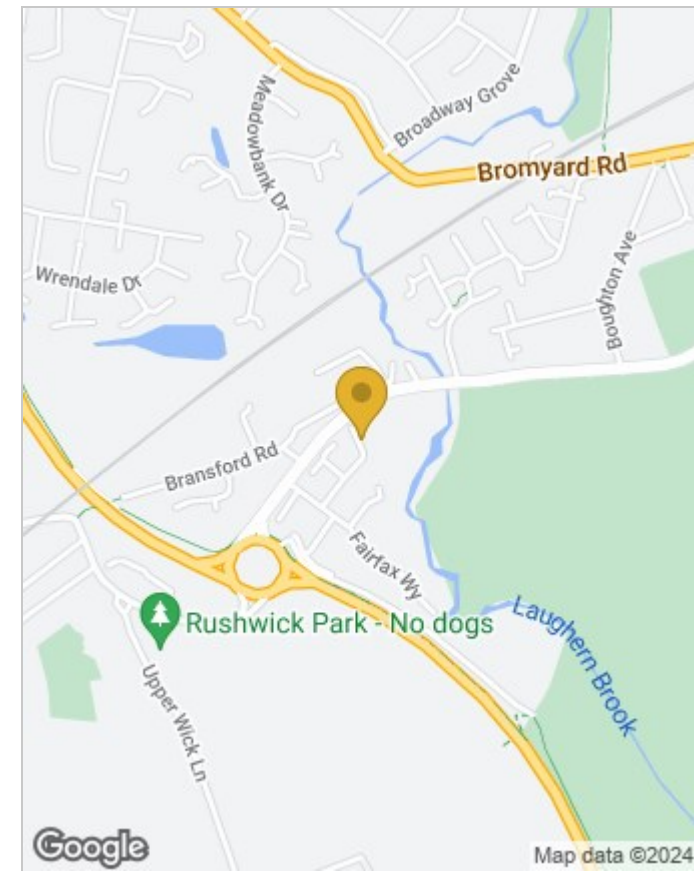 Meadowbank Dr
Broadway Grove
Bromyard Rd
Wrendale Dr
Boughton Ave
Bransford Rd
Fairfax Wy
Rushwick Park - No dogs
Laughern Brook
Upper Wick Ln
Google
Map data ©2024